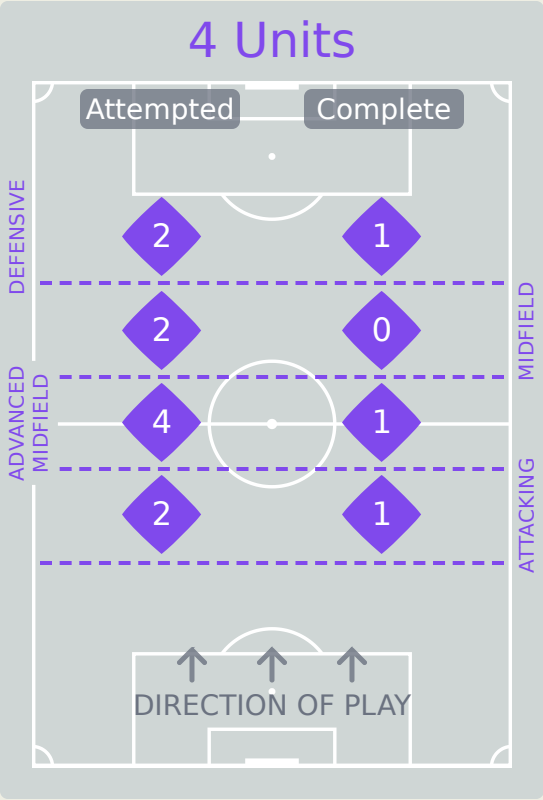 4 Units
Attempted
Complete
DEFENSIVE
2
1
MIDFIELD
2
0
ADVANCED
MIDFIELD
4
1
ATTACKING
2
1
DIRECTION OF PLAY